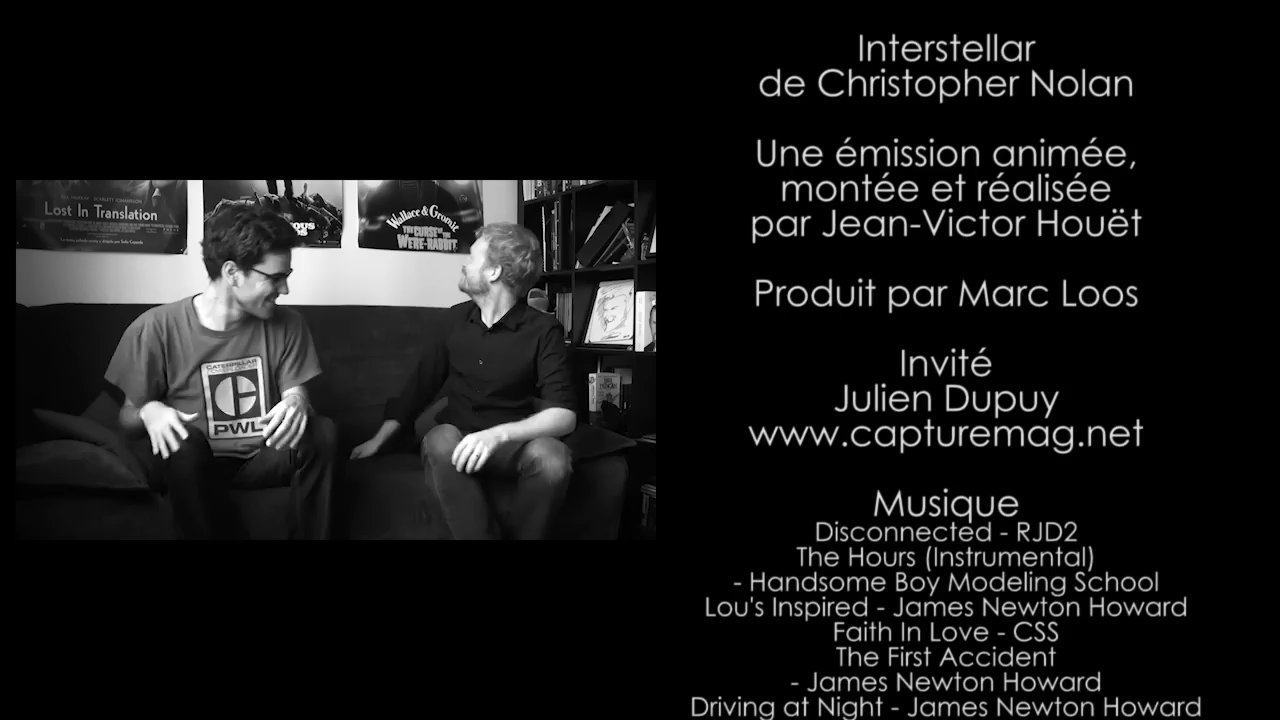 Lost In Translation
Wallace & Gromit
THE CURSE OF THE
WERE-RABBIT
CATERPILLAR
PWL
Interstellar
de Christopher Nolan
Une émission animée,
montée et réalisée
par Jean-Victor Houët
Produit par Marc Loos
Invité
Julien Dupuy
www.capturemag.net
Musique
Disconnected - RJD2
The Hours (Instrumental)
- Handsome Boy Modeling School
Lou's Inspired - James Newton Howard
Faith In Love - CSS
The First Accident
- James Newton Howard
Driving at Night - James Newton Howard